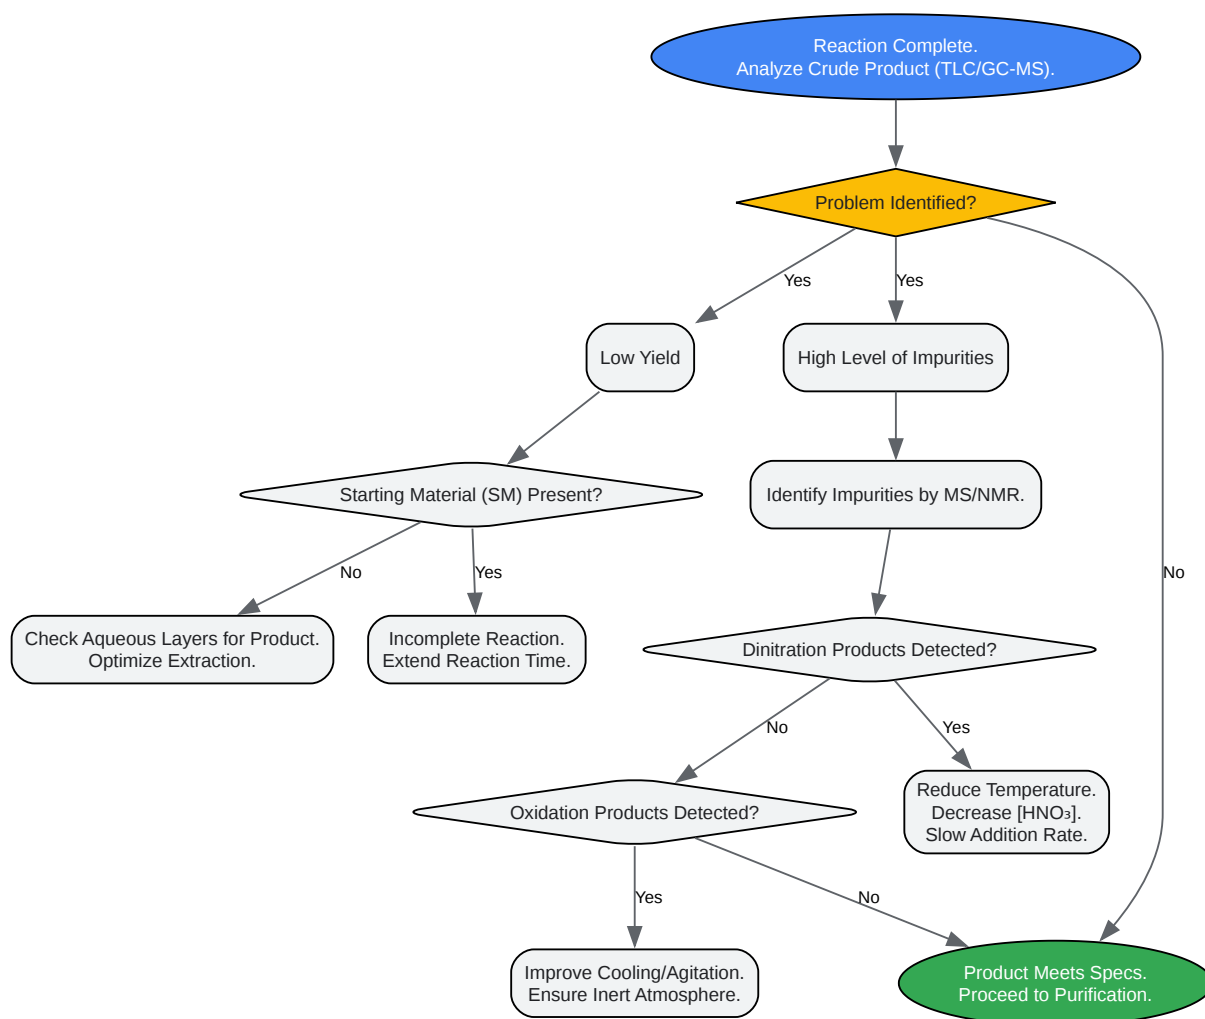 Reaction Complete.
Analyze Crude Product (TLC/GC-MS).
Problem Identified?
Yes
Yes
Low Yield
High Level of Impurities
Starting Material (SM) Present?
Identify Impurities by MS/NMR.
No
Yes
No
Check Aqueous Layers for Product.
Optimize Extraction.
Incomplete Reaction.
Extend Reaction Time.
Dinitration Products Detected?
No
Yes
Oxidation Products Detected?
Reduce Temperature.
Decrease [HNO₃].
Slow Addition Rate.
Yes
No
Improve Cooling/Agitation.
Ensure Inert Atmosphere.
Product Meets Specs.
Proceed to Purification.